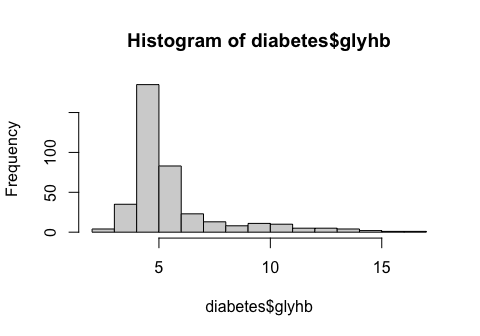 Histogram of diabetes$glyhb
Frequency
100
50
0
5 10 15
diabetes$glyhb